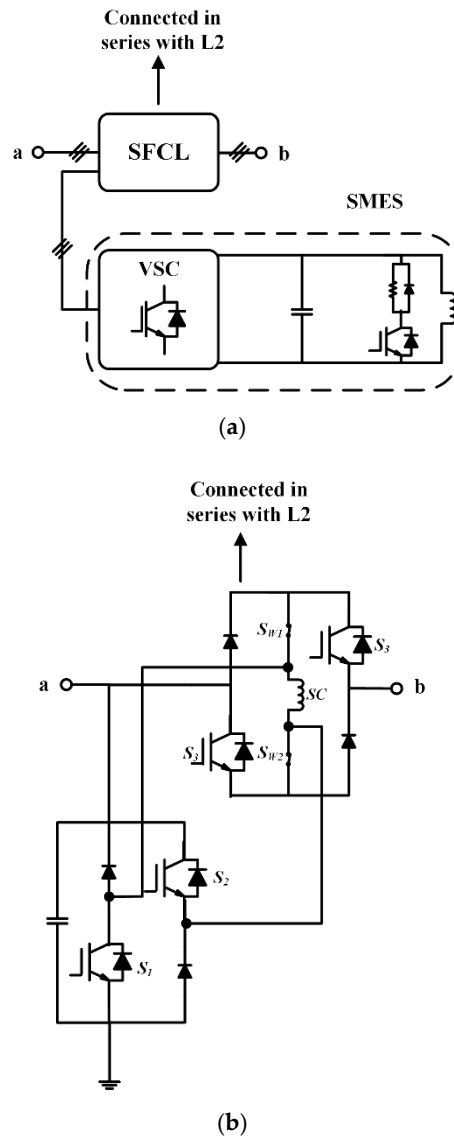 Connected in
series with L2
a
SFCL
b
SMES
VSC
(a)
Connected in
series with L2
SW1
S3
a
SC
b
S3
SW2
S2
S1
(b)